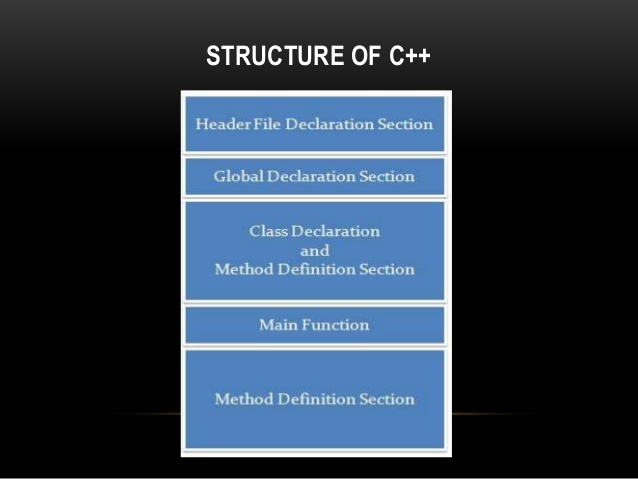 STRUCTURE OF C++
Header File Declaration Section
Global Declaration Section
Class Declaration
and
Method Definition Section
Main Function
Method Definition Section